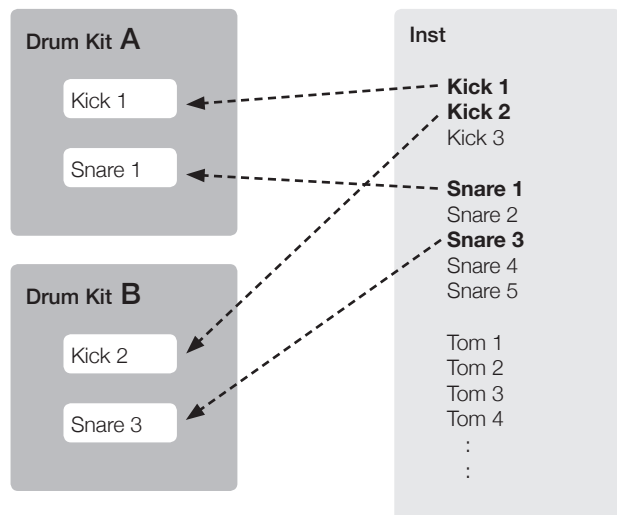 Drum Kit A
Kick 1
Snare 1
Drum Kit B
Kick 2
Snare 3
Inst
Kick 1
Kick 2
Kick 3
Snare 1
Snare 2
Snare 3
Snare 4
Snare 5
Tom 1
Tom 2
Tom 3
Tom 4
:
: